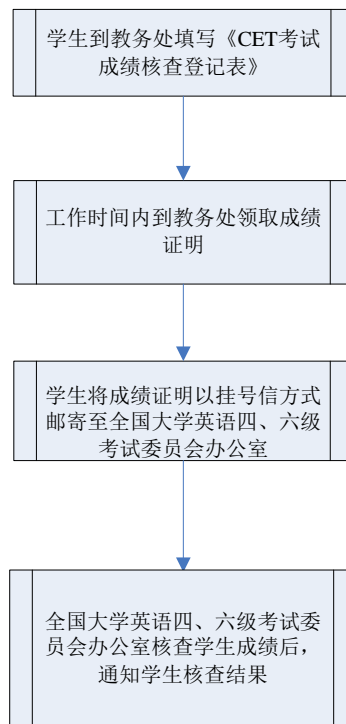 学生到教务处填写《CET考试
成绩核查登记表》
工作时间内到教务处领取成绩
证明
学生将成绩证明以挂号信方式
邮寄至全国大学英语四、六级
考试委员会办公室
全国大学英语四、六级考试委
员会办公室核查学生成绩后，
通知学生核查结果